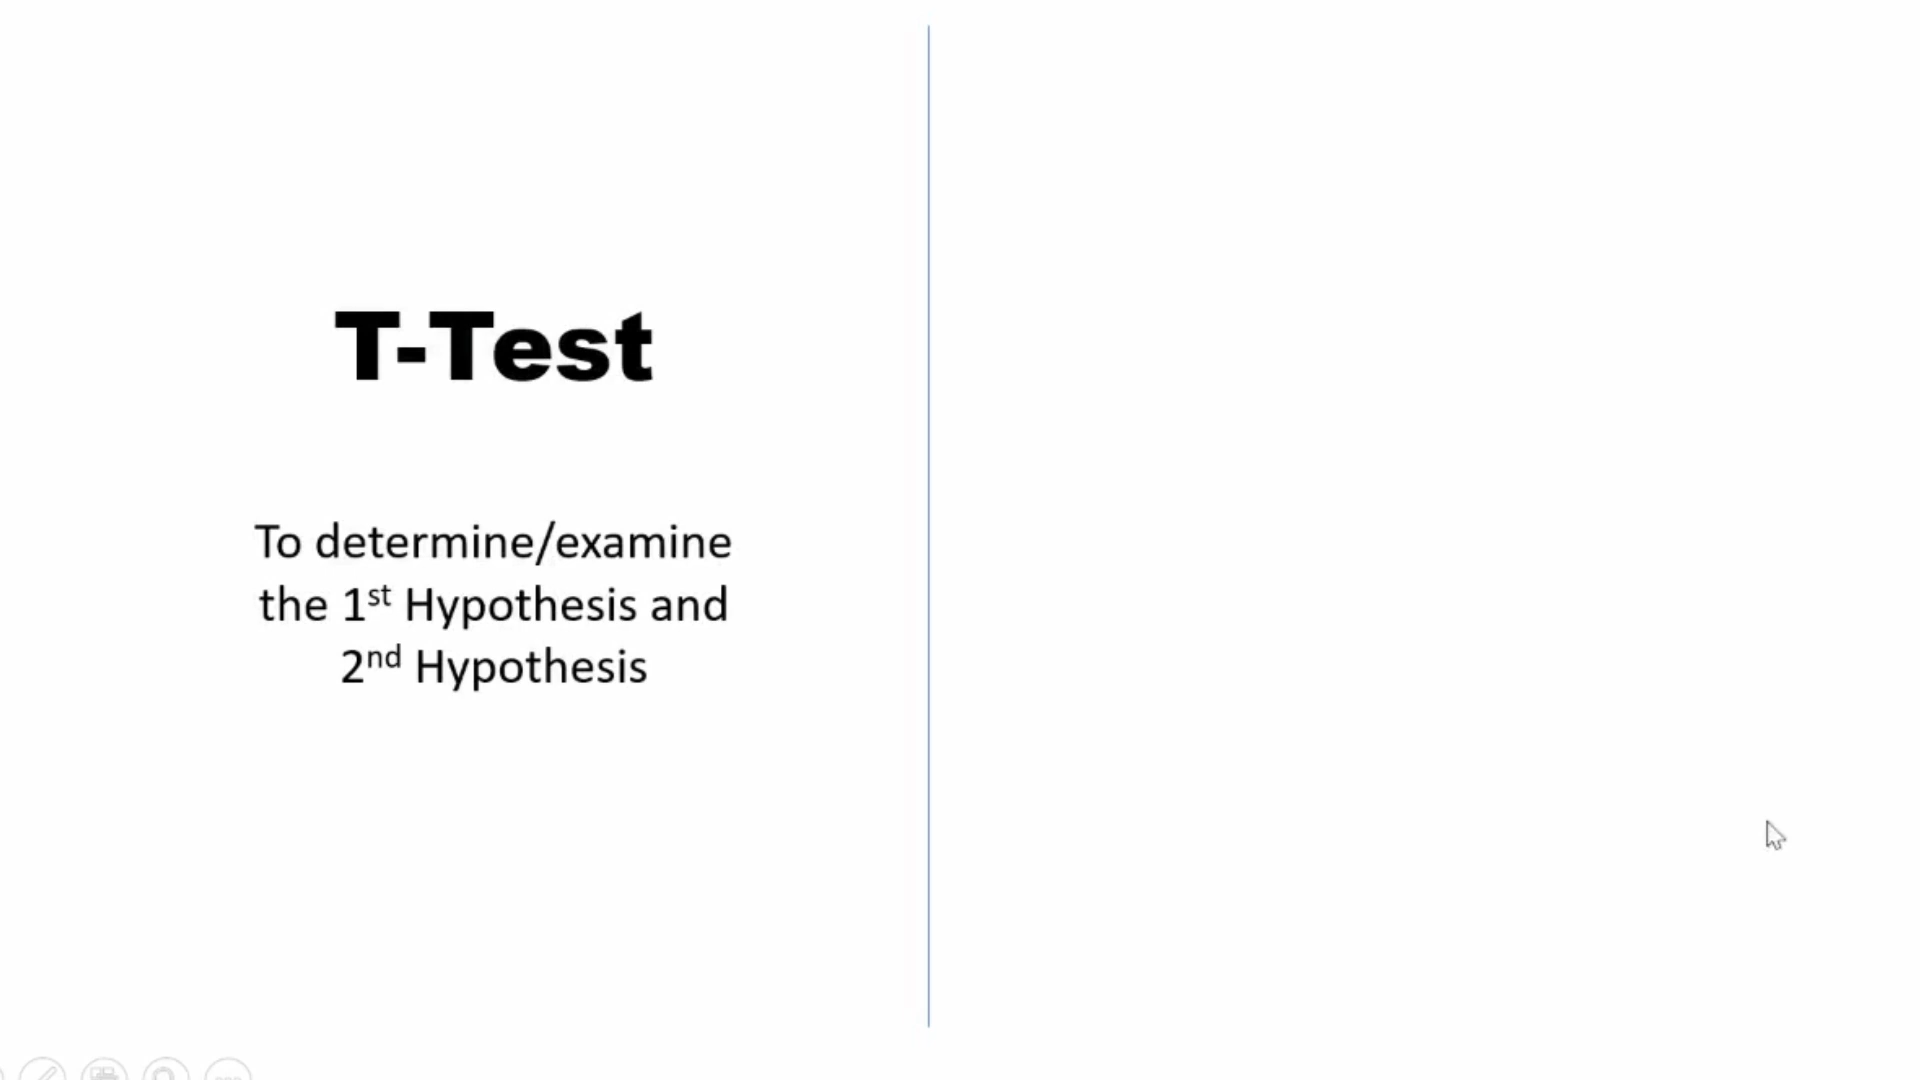 T-Test
To determine/examine
the 1st Hypothesis and
2nd Hypothesis